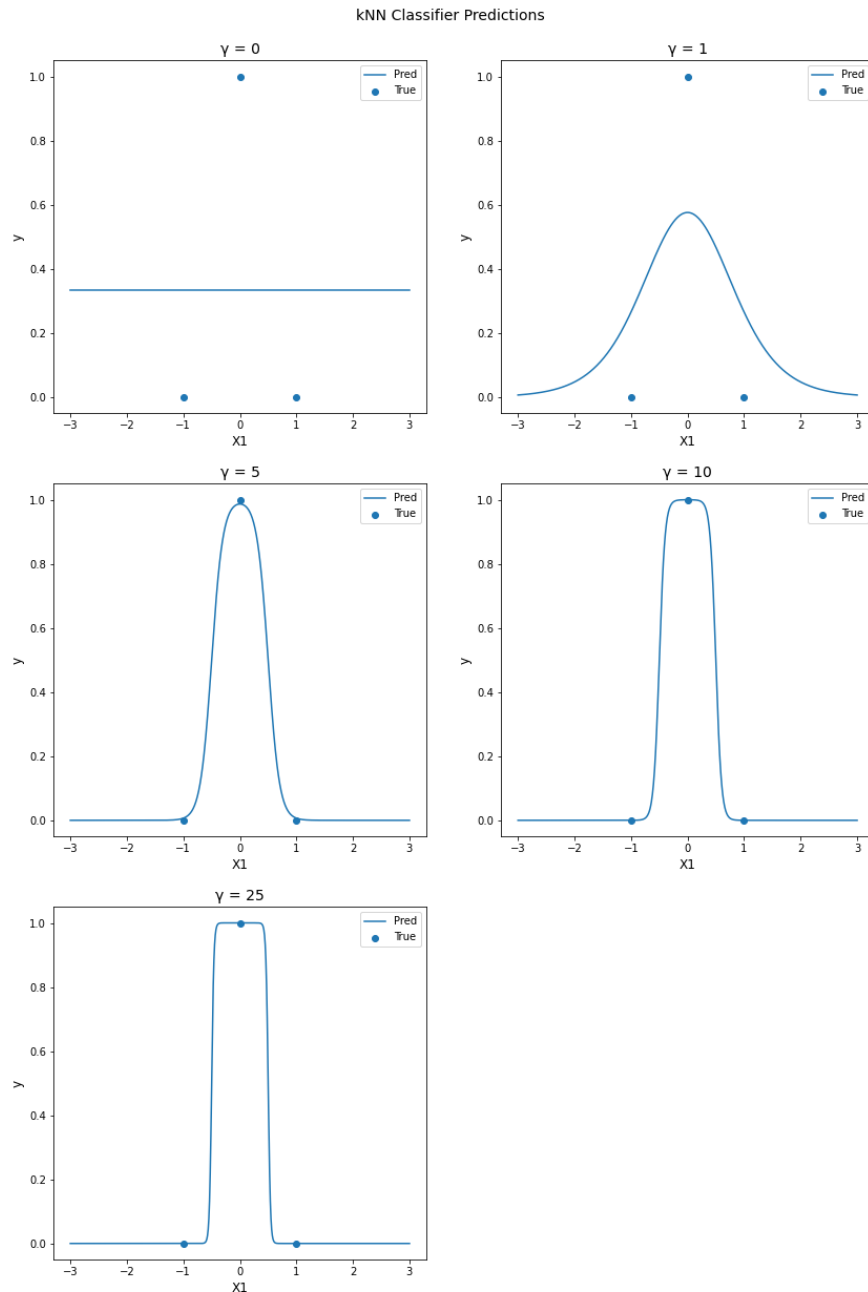 kNN Classifier Predictions
γ = 0
1.0
0.8
0.6
0.4
0.2
0.0
y
Pred
True
−3 −2 −1 0 1 2 3
X1
γ = 1
1.0
0.8
0.6
0.4
0.2
0.0
y
Pred
True
−3 −2 −1 0 1 2 3
X1
γ = 5
1.0
0.8
0.6
0.4
0.2
0.0
y
Pred
True
−3 −2 −1 0 1 2 3
X1
γ = 10
1.0
0.8
0.6
0.4
0.2
0.0
y
Pred
True
−3 −2 −1 0 1 2 3
X1
γ = 25
1.0
0.8
0.6
0.4
0.2
0.0
y
Pred
True
−3 −2 −1 0 1 2 3
X1